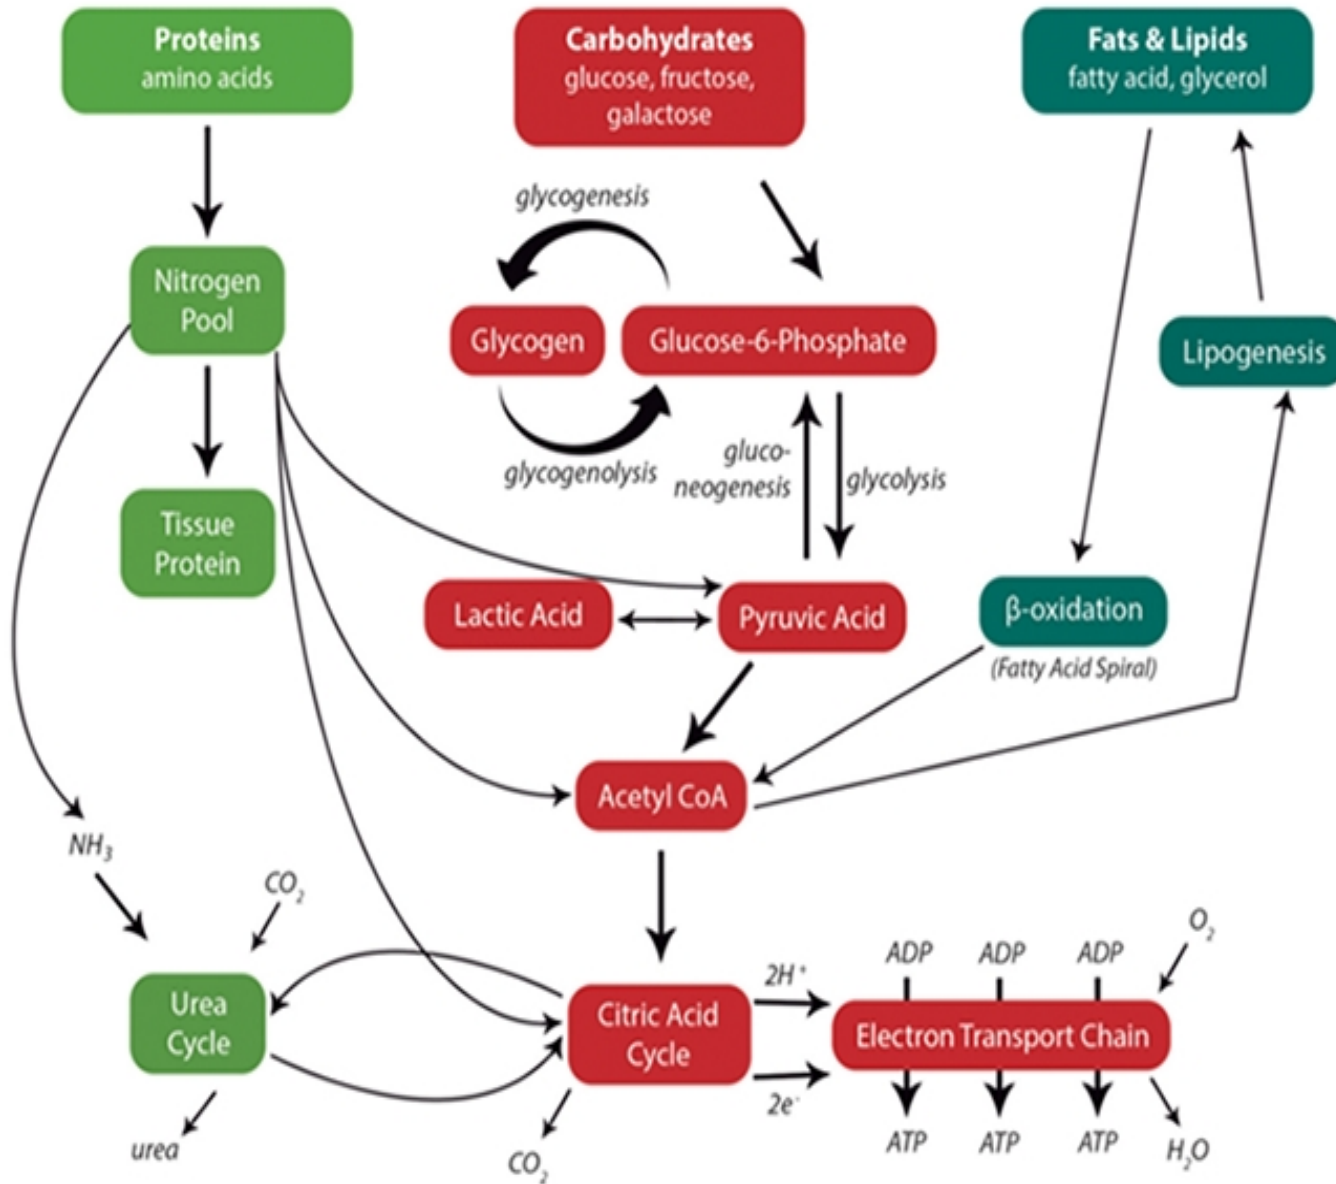 Proteins
amino acids
Carbohydrates
glucose, fructose,
galactose
Fats & Lipids
fatty acid, glycerol
glycogenesis
Nitrogen
Pool
Glycogen
Glucose-6-Phosphate
Lipogenesis
glycogenolysis
gluco-
neogenesis
glycolysis
Tissue
Protein
Lactic Acid
Pyruvic Acid
β-oxidation
(Fatty Acid Spiral)
Acetyl CoA
NH₃
CO₂
O₂
ADP
ADP
ADP
2H⁺
Urea
Cycle
Citric Acid
Cycle
Electron Transport Chain
2e⁻
urea
CO₂
ATP
ATP
ATP
H₂O